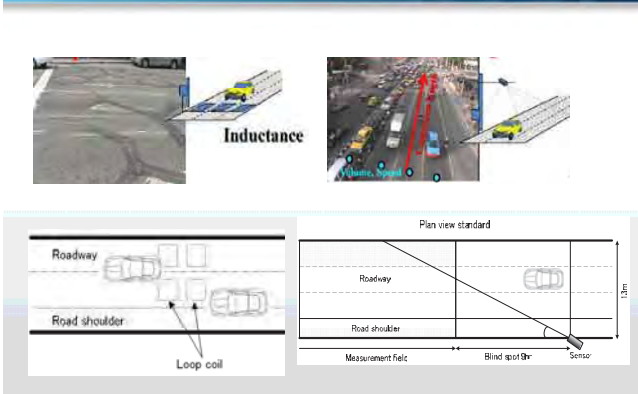 Inductance
Volume, Speed
Roadway
Road shoulder
Loop coil
Plan view standard
Roadway
Road shoulder
13m
Measurement field
Blind spot 9hr
Sensor